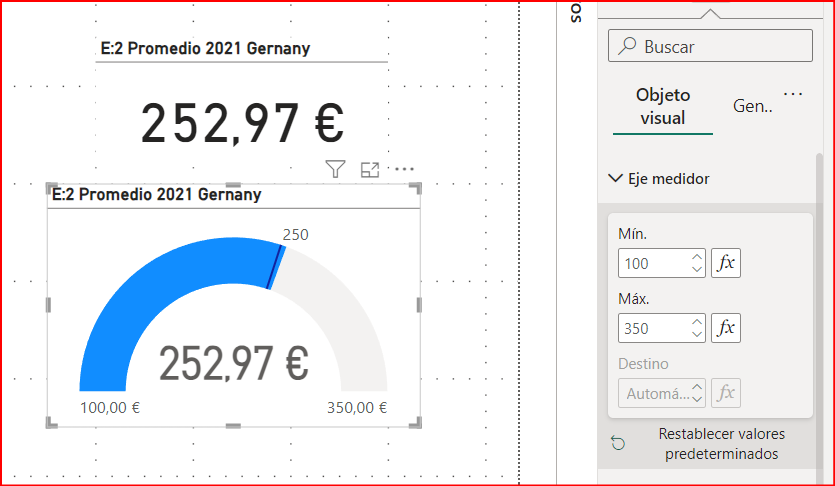 E:2 Promedio 2021 Gernany
252,97 €
E:2 Promedio 2021 Gernany
250
252,97 €
100,00 €
350,00 €
SO
Buscar
Objeto
visual
Gen..
Eje medidor
Mín.
100
fx
Máx.
350
fx
Destino
Automá...
fx
Restablecer valores
predeterminados